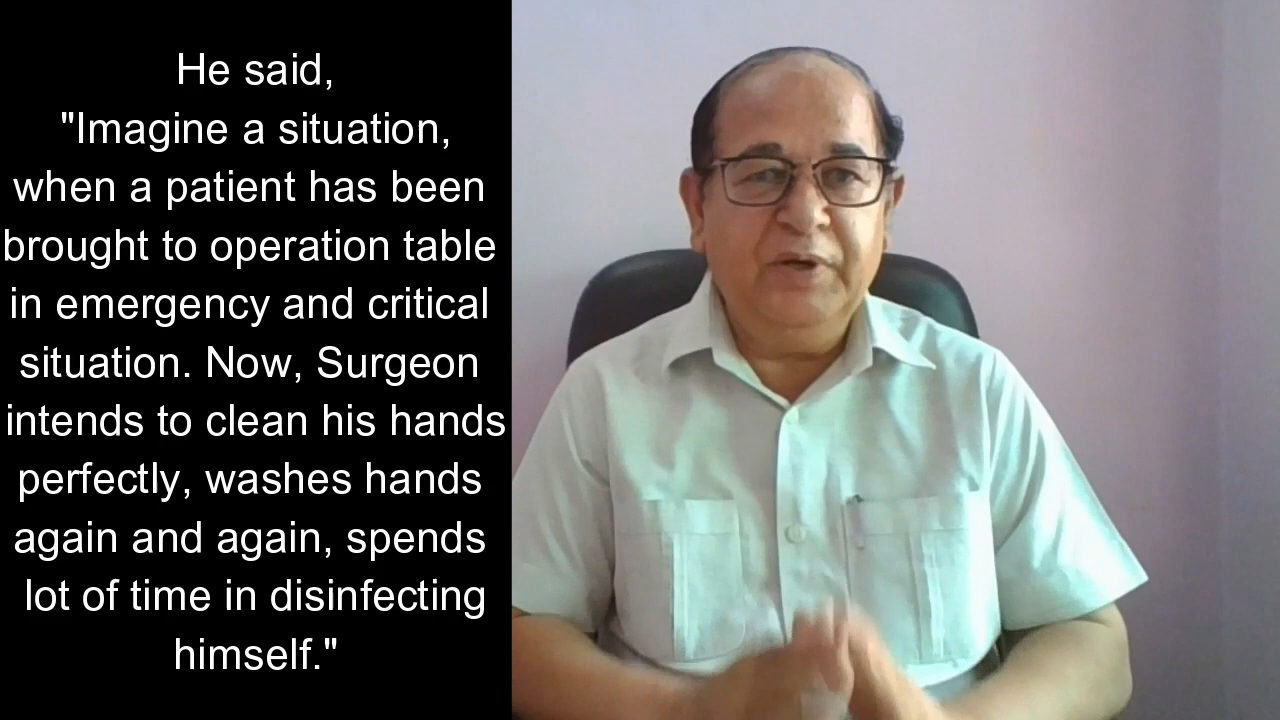 He said,
"Imagine a situation,
when a patient has been
brought to operation table
in emergency and critical
situation. Now, Surgeon
intends to clean his hands
perfectly, washes hands
again and again, spends
lot of time in disinfecting
himself."